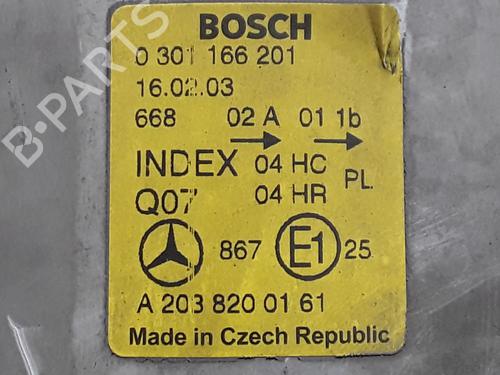 BOSCH
0 301 166 201
16.02.03
668 02 A 01 1b
INDEX 04 HC PL
Q07 04 HR
867 E1 25
A 203 820 01 61
Made in Czech Republic
B-PARTS